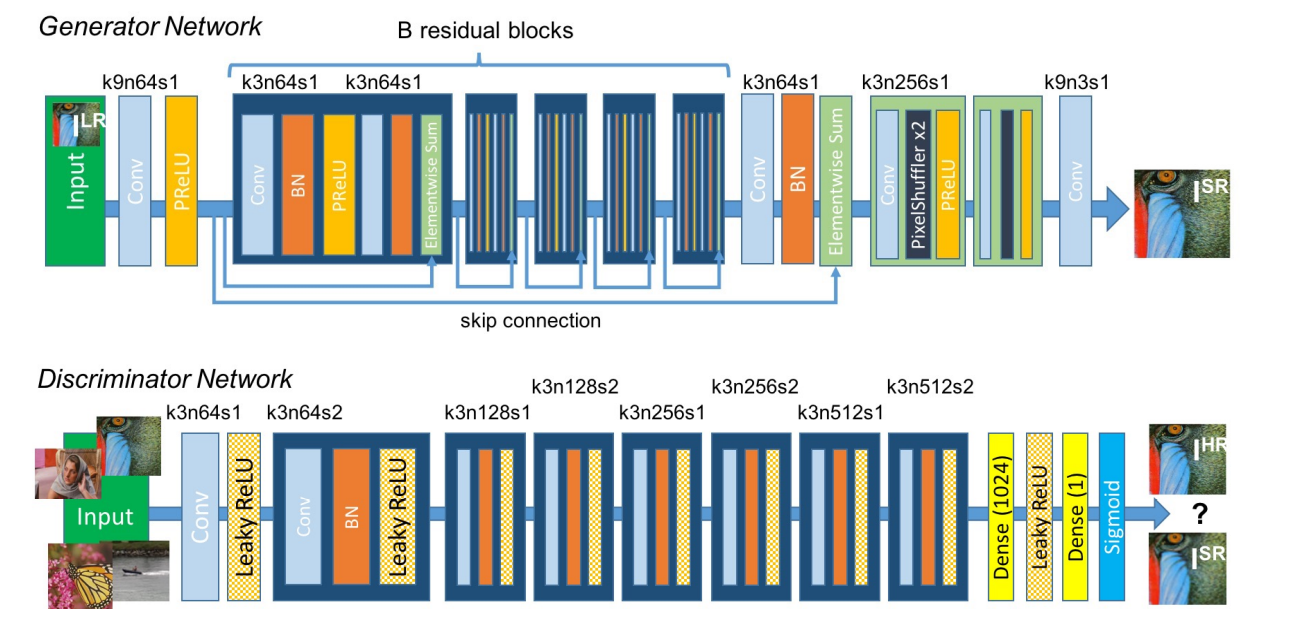 Generator Network
B residual blocks
k9n64s1
k3n64s1
k3n64s1
k3n64s1
k3n256s1
k9n3s1
I^LR
Input
Conv
PReLU
Conv
BN
PReLU
Elementwise Sum
Conv
BN
Elementwise Sum
Conv
PixelShuffler x2
PReLU
Conv
I^SR
skip connection
Discriminator Network
k3n64s1
k3n64s2
k3n128s1
k3n128s2
k3n256s1
k3n256s2
k3n512s1
k3n512s2
Input
Conv
Leaky ReLU
Conv
BN
Leaky ReLU
Dense (1024)
Leaky ReLU
Dense (1)
Sigmoid
I^HR
?
I^SR